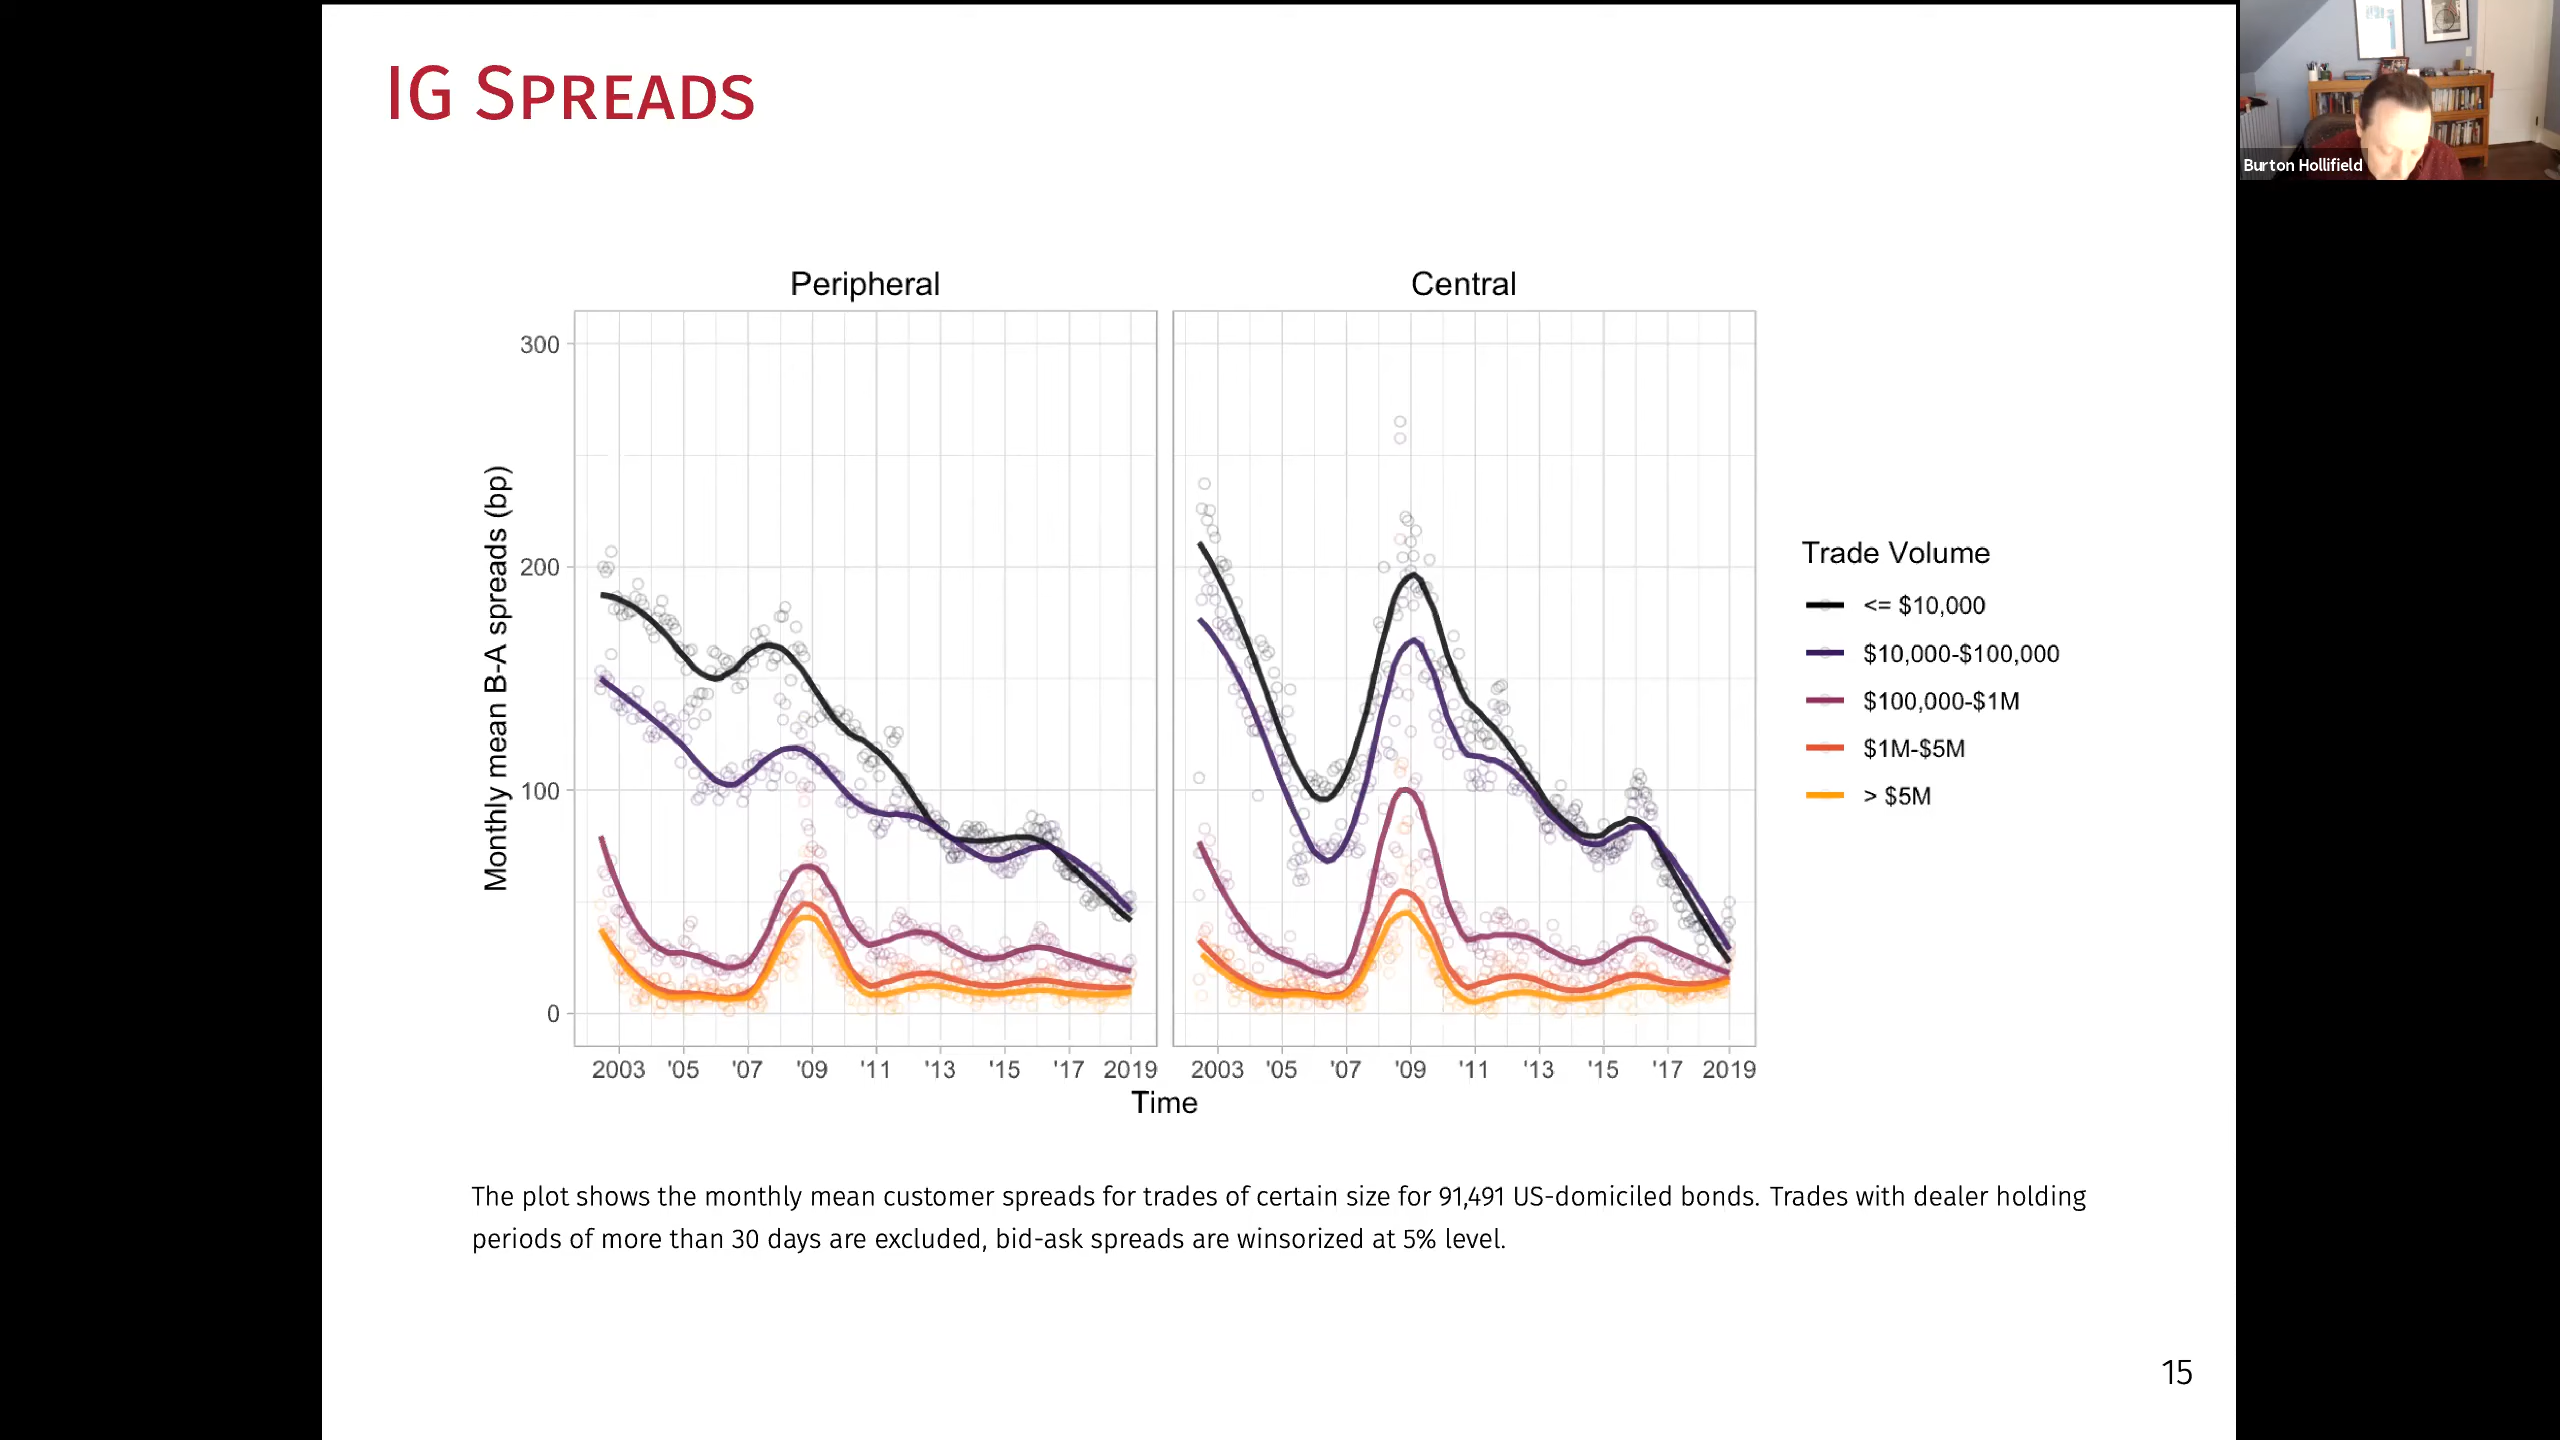 IG SPREADS
Burton Hollifield
Peripheral
Central
Monthly mean B-A spreads (bp)
300
200
100
0
2003 '05 '07 '09 '11 '13 '15 '17 2019
2003 '05 '07 '09 '11 '13 '15 '17 2019
Time
Trade Volume
<= $10,000
$10,000-$100,000
$100,000-$1M
$1M-$5M
> $5M
The plot shows the monthly mean customer spreads for trades of certain size for 91,491 US-domiciled bonds. Trades with dealer holding
periods of more than 30 days are excluded, bid-ask spreads are winsorized at 5% level.
15